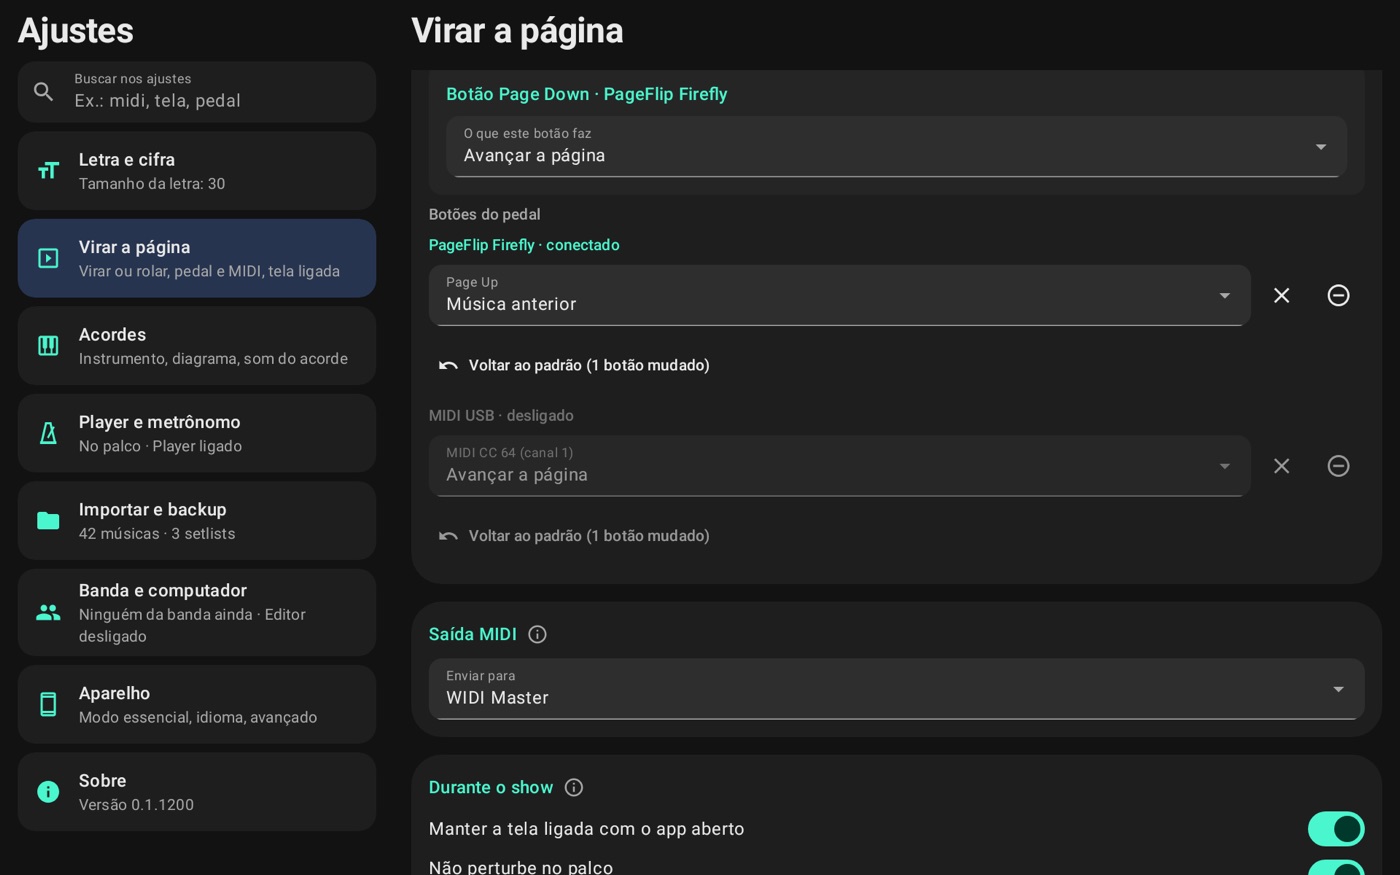 Ajustes
Buscar nos ajustes
Ex.: midi, tela, pedal
Letra e cifra
Tamanho da letra: 30
Virar a página
Virar ou rolar, pedal e MIDI, tela ligada
Acordes
Instrumento, diagrama, som do acorde
Player e metrônomo
No palco · Player ligado
Importar e backup
42 músicas · 3 setlists
Banda e computador
Ninguém da banda ainda · Editor
desligado
Aparelho
Modo essencial, idioma, avançado
Sobre
Versão 0.1.1200
Virar a página
Botão Page Down · PageFlip Firefly
O que este botão faz
Avançar a página
Botões do pedal
PageFlip Firefly · conectado
Page Up
Música anterior
Voltar ao padrão (1 botão mudado)
MIDI USB · desligado
MIDI CC 64 (canal 1)
Avançar a página
Voltar ao padrão (1 botão mudado)
Saída MIDI
Enviar para
WIDI Master
Durante o show
Manter a tela ligada com o app aberto
Não perturbe no palco